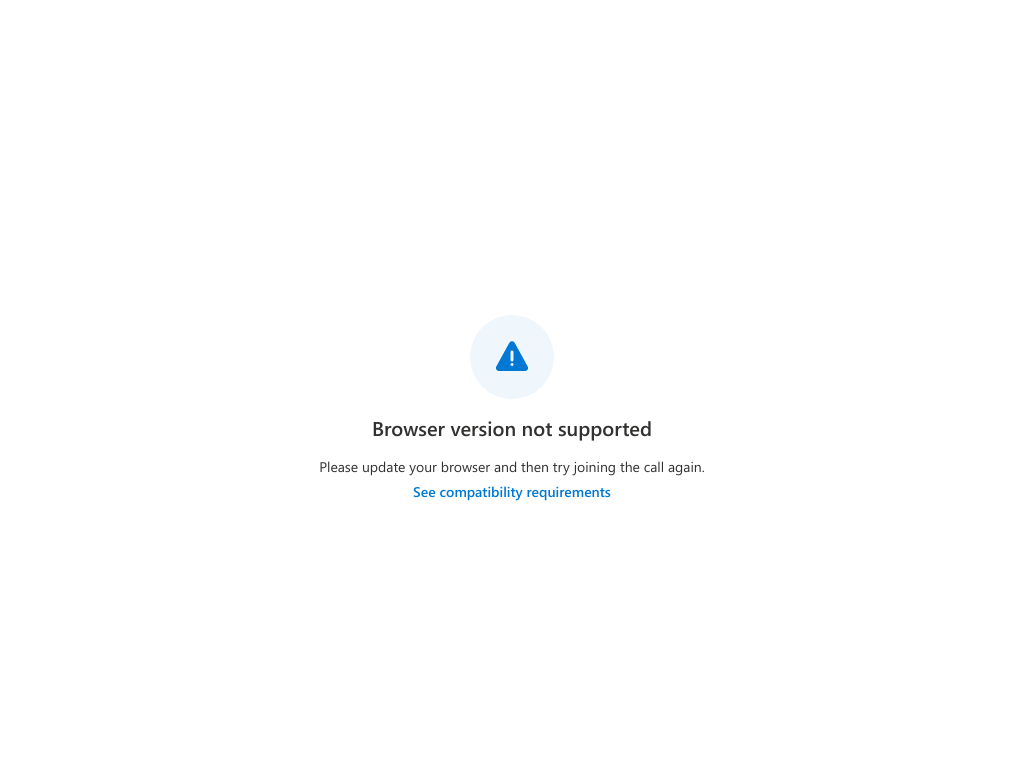 Browser version not supported
Please update your browser and then try joining the call again.
See compatibility requirements